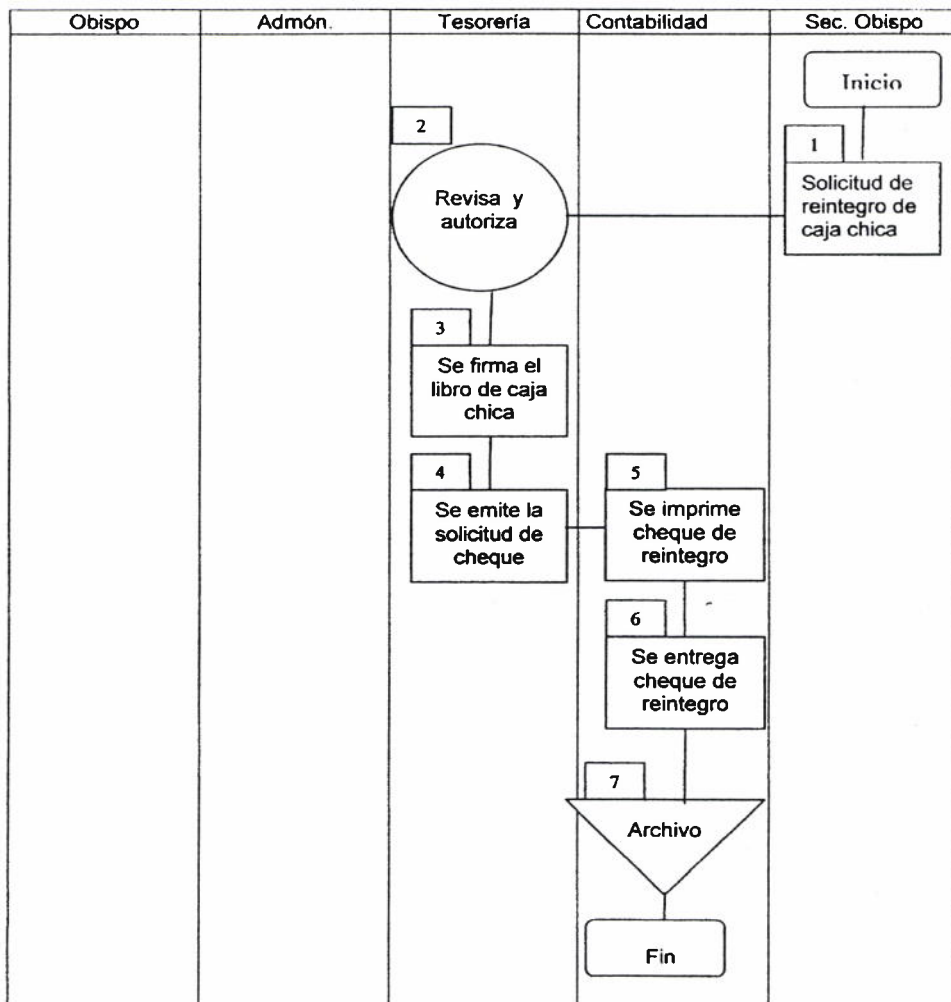 Obispo
Admón.
Tesorería
Contabilidad
Sec. Obispo
Inicio
1
Solicitud de
reintegro de
caja chica
2
Revisa y
autoriza
3
Se firma el
libro de caja
chica
4
Se emite la
solicitud de
cheque
5
Se imprime
cheque de
reintegro
6
Se entrega
cheque de
reintegro
7
Archivo
Fin